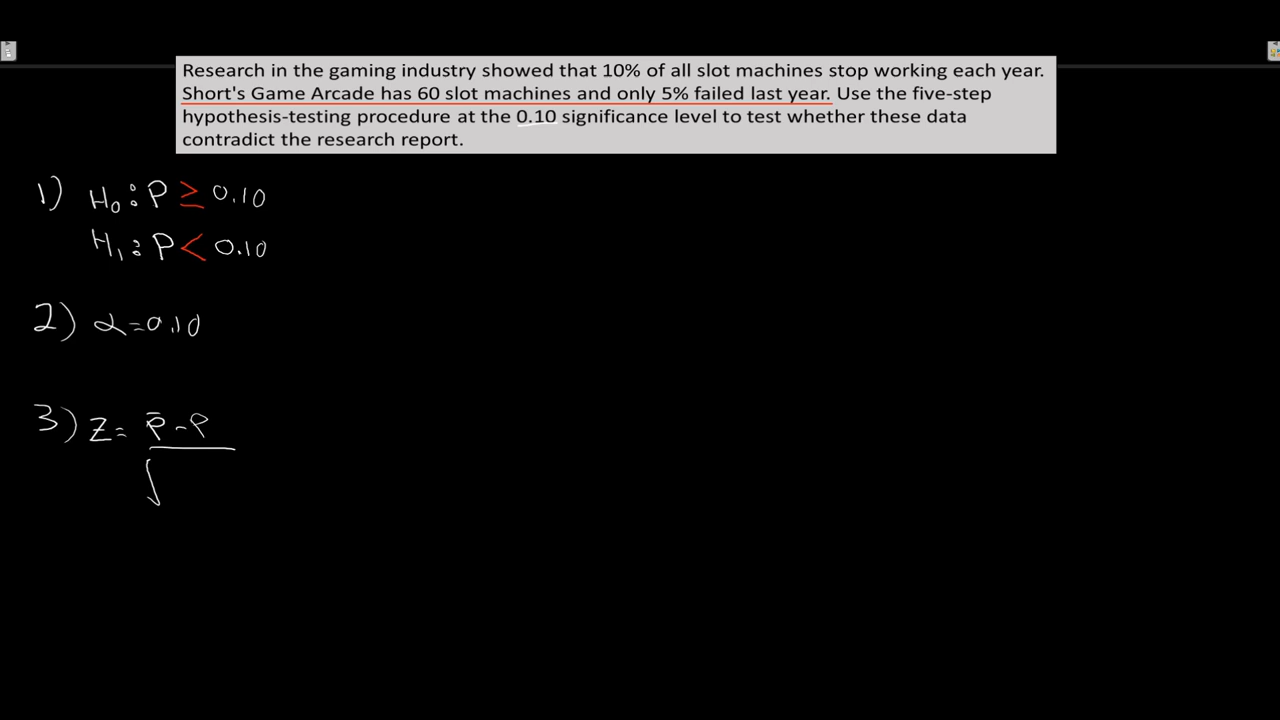 Research in the gaming industry showed that 10% of all slot machines stop working each year.
Short's Game Arcade has 60 slot machines and only 5% failed last year. Use the five-step
hypothesis-testing procedure at the 0.10 significance level to test whether these data
contradict the research report.
1) H₀: P ≥ 0.10
H₁: P < 0.10
2) α=0.10
3) Z= p̄ - P
√